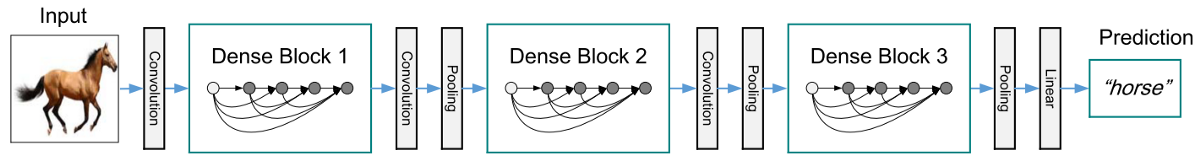 Input
Convolution
Dense Block 1
Convolution
Pooling
Dense Block 2
Convolution
Pooling
Dense Block 3
Pooling
Linear
Prediction
“horse”